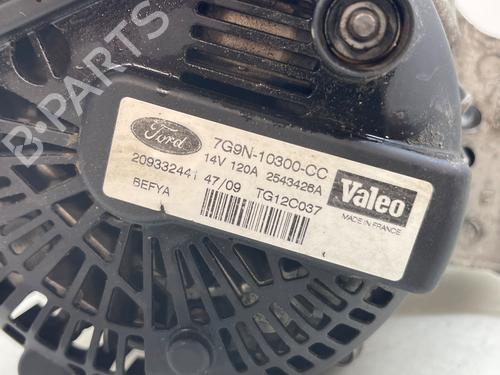 B-PARTS
Ford
7G9N-10300-CC
14V 120A 2543426A
209332441 47/09 TG12C037
BEFYA
Valeo
MADE IN FRANCE